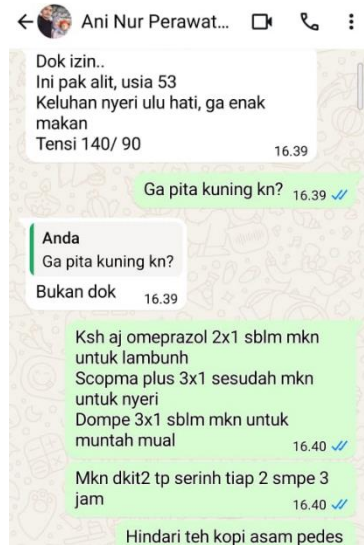 Ani Nur Perawat...
Dok izin..
Ini pak alit, usia 53
Keluhan nyeri ulu hati, ga enak
makan
Tensi 140/ 90
16.39
Ga pita kuning kn?
16.39
Anda
Ga pita kuning kn?
Bukan dok
16.39
Ksh aj omeprazol 2x1 sblm mkn
untuk lambunh
Scopma plus 3x1 sesudah mkn
untuk nyeri
Dompe 3x1 sblm mkn untuk
muntah mual
16.40
Mkn dkit2 tp serinh tiap 2 smpe 3
jam
16.40
Hindari teh kopi asam pedes